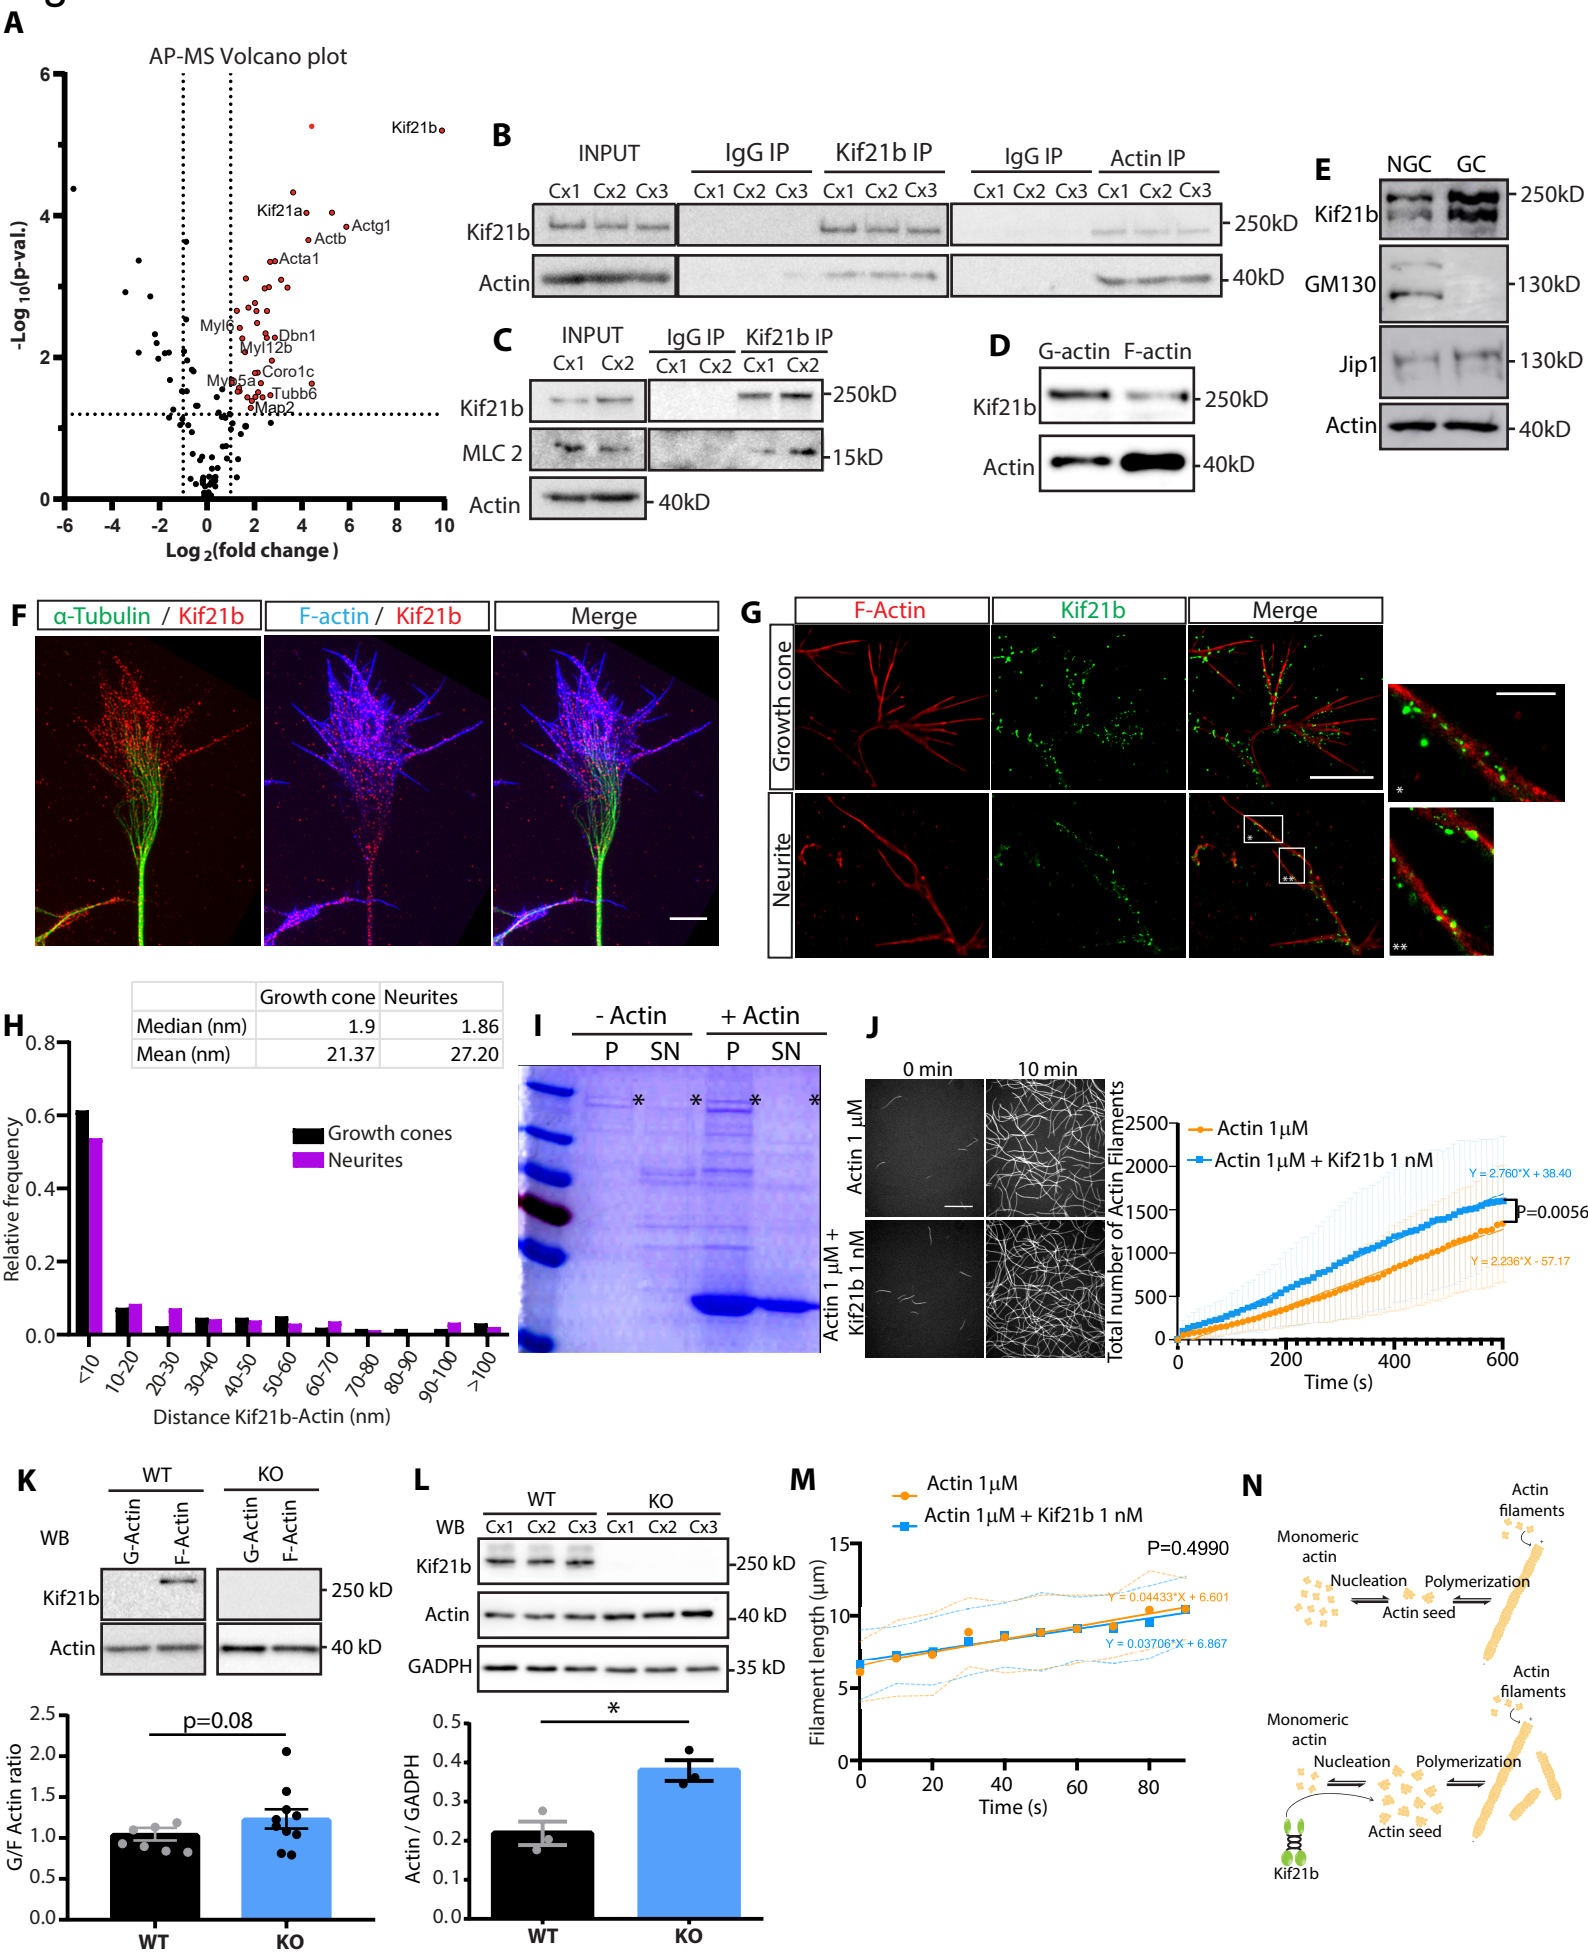 A
AP-MS Volcano plot
-Log 10(p-val.)
6
4
2
0
-6 -4 -2 0 2 4 6 8 10
Log 2(fold change )
Kif21b
Kif21a
Actg1
Actb
Acta1
Myl6
Dbn1
Myl12b
Coro1c
Myo5a
Tubb6
Map2
B
INPUT IgG IP Kif21b IP IgG IP Actin IP
Cx1 Cx2 Cx3 Cx1 Cx2 Cx3 Cx1 Cx2 Cx3 Cx1 Cx2 Cx3 Cx1 Cx2 Cx3
Kif21b 250kD
Actin 40kD
C
INPUT IgG IP Kif21b IP
Cx1 Cx2 Cx1 Cx2 Cx1 Cx2
Kif21b 250kD
MLC 2 15kD
Actin 40kD
D
G-actin F-actin
Kif21b 250kD
Actin 40kD
E
NGC GC
Kif21b 250kD
GM130 130kD
Jip1 130kD
Actin 40kD
F
α-Tubulin / Kif21b F-actin / Kif21b Merge
G
F-Actin Kif21b Merge
Growth cone
Neurite
*
**
*
**
H
Growth cone Neurites
Median (nm) 1.9 1.86
Mean (nm) 21.37 27.20
Relative frequency
0.8
0.6
0.4
0.2
0.0
Growth cones
Neurites
<10 10-20 20-30 30-40 40-50 50-60 60-70 70-80 80-90 90-100 >100
Distance Kif21b-Actin (nm)
I
- Actin + Actin
P SN P SN
* * * *
J
0 min 10 min
Actin 1 µM
Actin 1 µM +
Kif21b 1 nM
Total number of Actin Filaments
2500
2000
1500
1000
500
0
Actin 1µM
Actin 1µM + Kif21b 1 nM
Y = 2.760*X + 38.40
P=0.0056
Y = 2.236*X - 57.17
0 200 400 600
Time (s)
K
WT KO
WB G-Actin F-Actin G-Actin F-Actin
Kif21b 250 kD
Actin 40 kD
G/F Actin ratio
2.5
2.0
1.5
1.0
0.5
0.0
p=0.08
WT KO
L
WT KO
WB Cx1 Cx2 Cx3 Cx1 Cx2 Cx3
Kif21b 250 kD
Actin 40 kD
GADPH 35 kD
Actin / GADPH
0.5
0.4
0.3
0.2
0.1
0.0
*
WT KO
M
Actin 1µM
Actin 1µM + Kif21b 1 nM
P=0.4990
Filament length (µm)
15
10
5
0
Y = 0.04433*X + 6.601
Y = 0.03706*X + 6.867
0 20 40 60 80
Time (s)
N
Actin
filaments
Monomeric
actin
Nucleation Polymerization
Actin seed
Actin
filaments
Monomeric
actin
Nucleation Polymerization
Actin seed
Kif21b